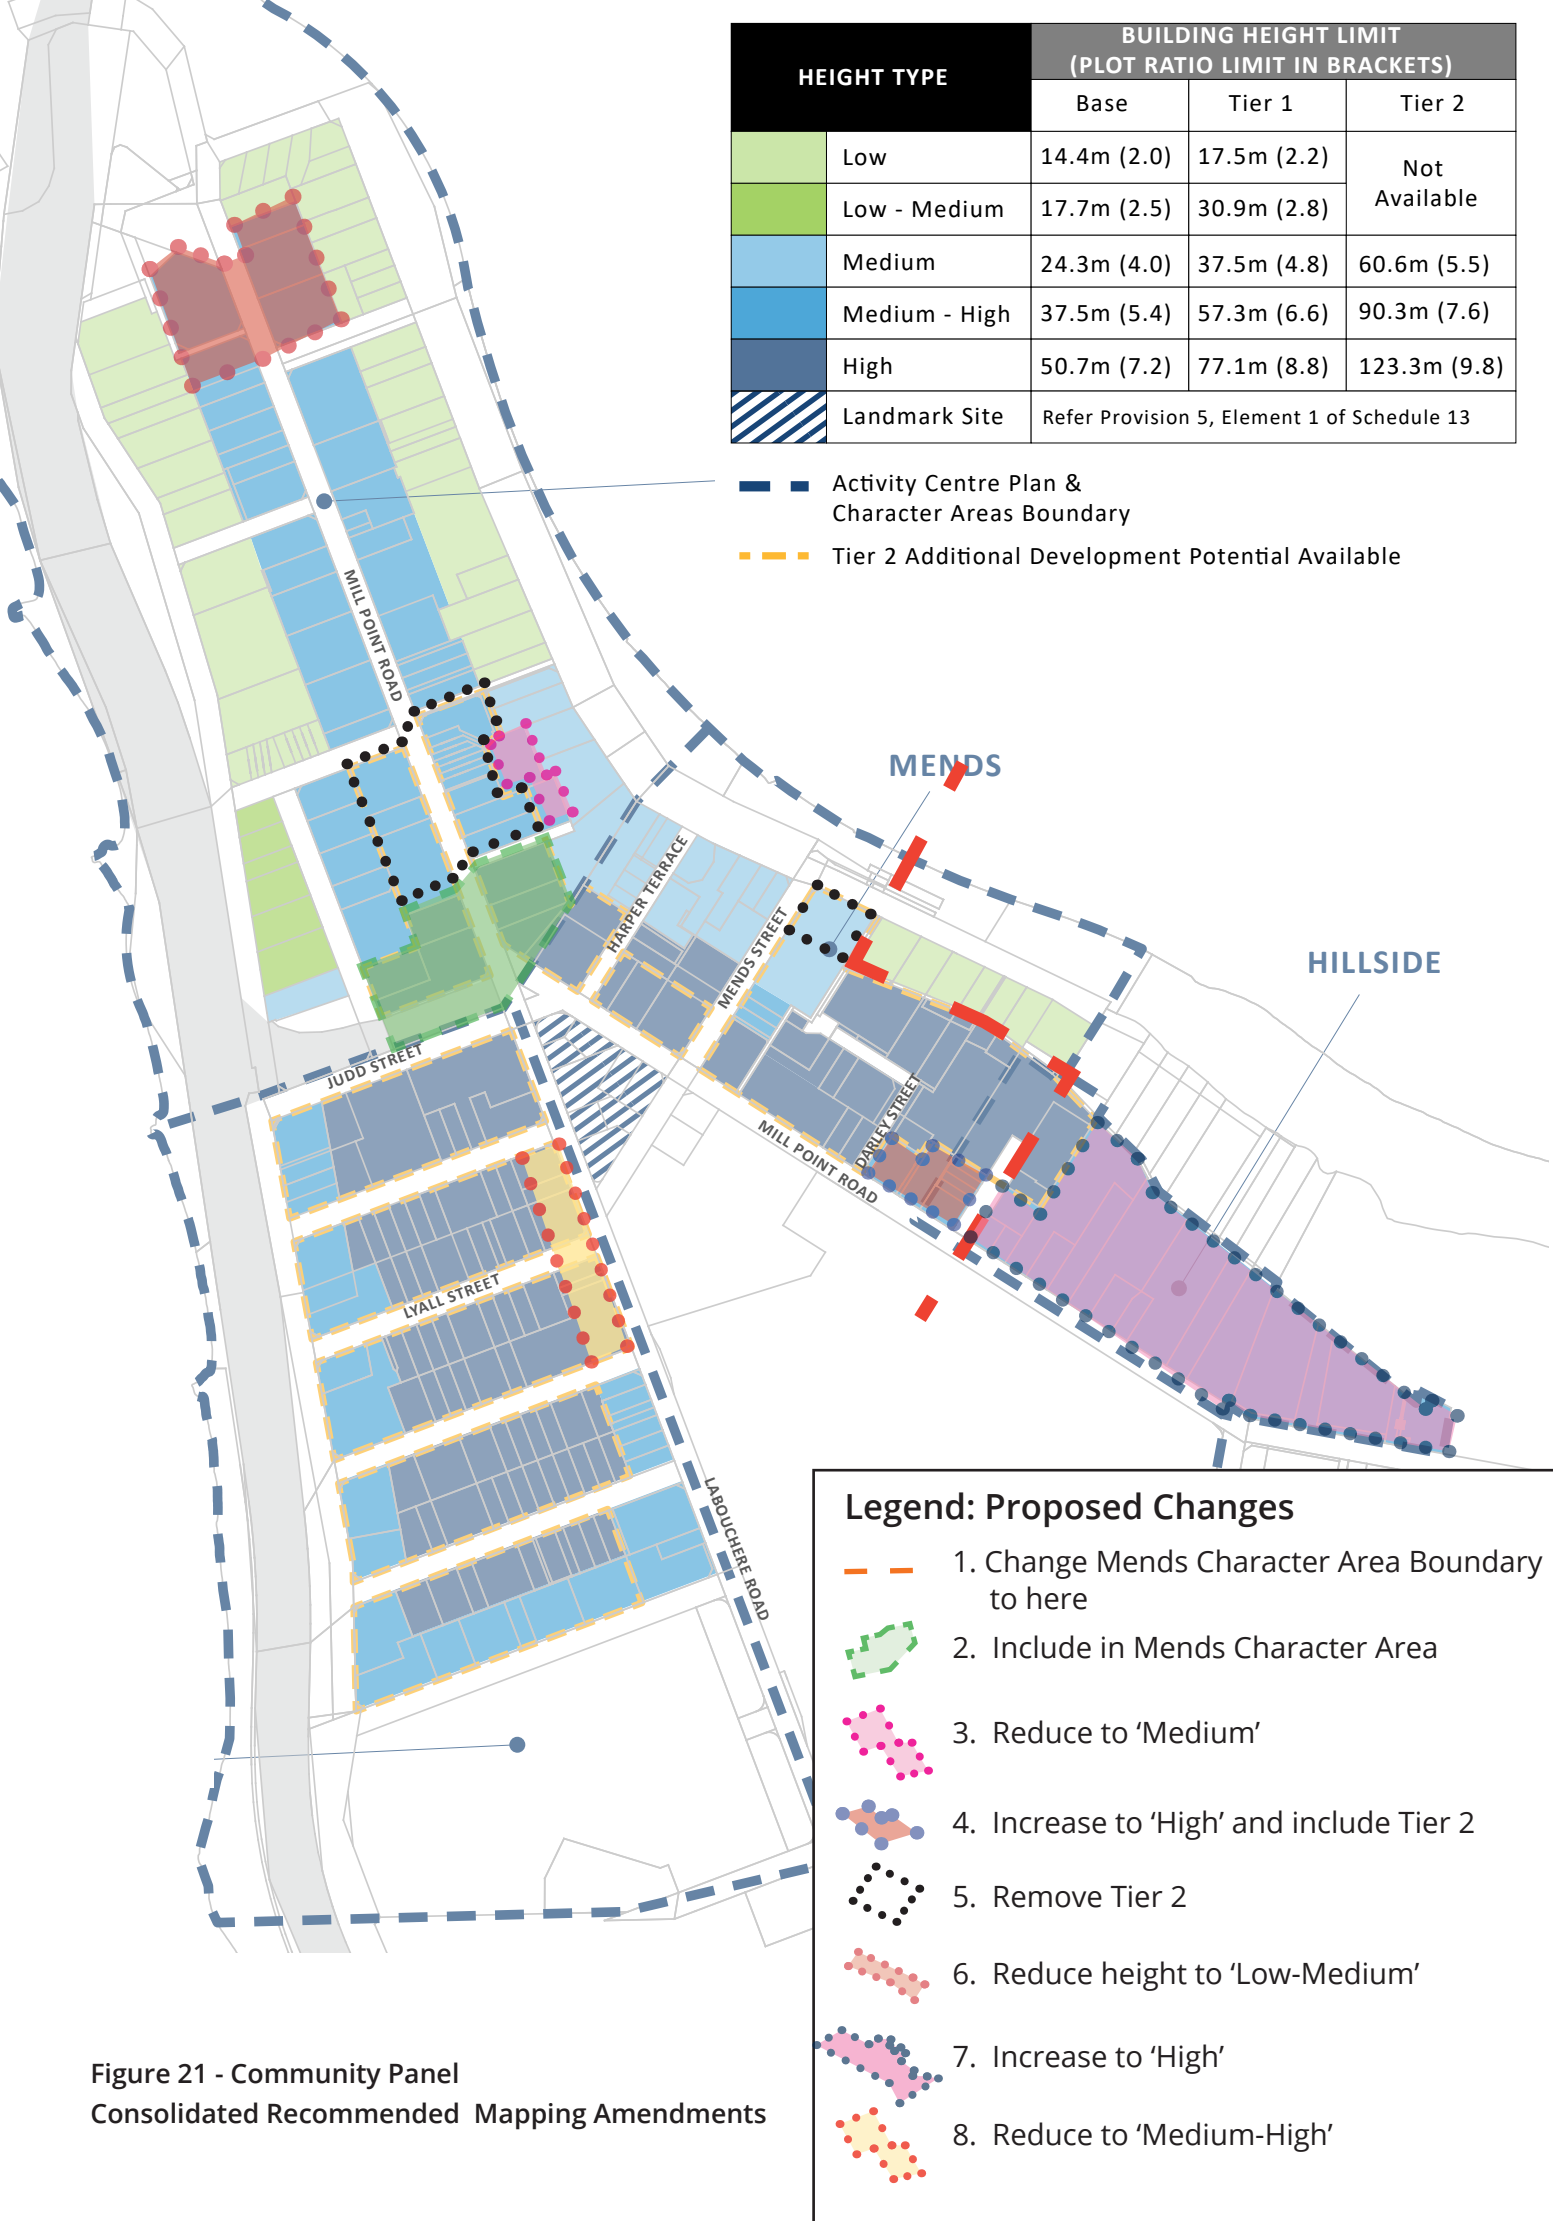 HEIGHT TYPE
BUILDING HEIGHT LIMIT
(PLOT RATIO LIMIT IN BRACKETS)
Base Tier 1 Tier 2
Low 14.4m (2.0) 17.5m (2.2)
Not
Available
Low - Medium 17.7m (2.5) 30.9m (2.8)
Medium 24.3m (4.0) 37.5m (4.8) 60.6m (5.5)
Medium - High 37.5m (5.4) 57.3m (6.6) 90.3m (7.6)
High 50.7m (7.2) 77.1m (8.8) 123.3m (9.8)
Landmark Site Refer Provision 5, Element 1 of Schedule 13
Activity Centre Plan &
Character Areas Boundary
Tier 2 Additional Development Potential Available
MILL POINT ROAD
MENDS
HARPER TERRACE
MENDS STREET
HILLSIDE
JUDD STREET
DARLEY STREET
MILL POINT ROAD
LYALL STREET
LABOUCHERE ROAD
Legend: Proposed Changes
1. Change Mends Character Area Boundary
to here
2. Include in Mends Character Area
3. Reduce to ‘Medium’
4. Increase to ‘High’ and include Tier 2
5. Remove Tier 2
6. Reduce height to ‘Low-Medium’
7. Increase to ‘High’
8. Reduce to ‘Medium-High’
Figure 21 - Community Panel
Consolidated Recommended Mapping Amendments